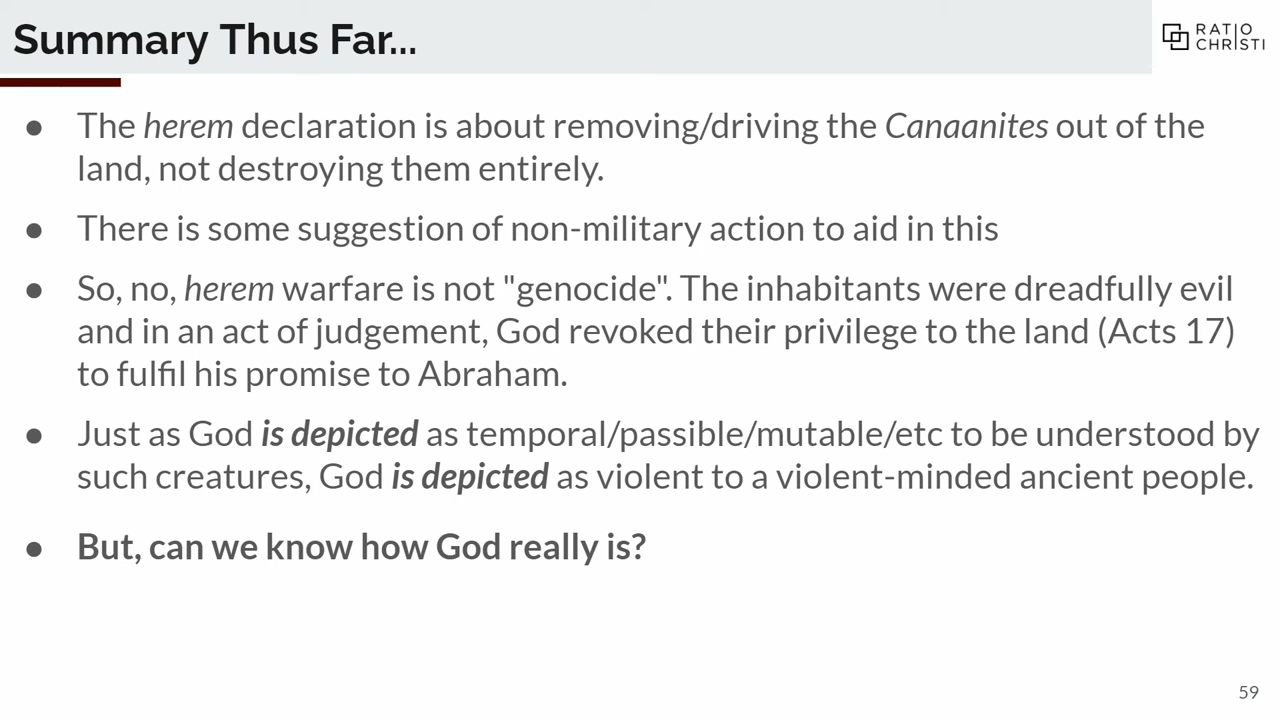 Summary Thus Far...
RATIO
CHRISTI
● The herem declaration is about removing/driving the Canaanites out of the
land, not destroying them entirely.
● There is some suggestion of non-military action to aid in this
● So, no, herem warfare is not "genocide". The inhabitants were dreadfully evil
and in an act of judgement, God revoked their privilege to the land (Acts 17)
to fulfil his promise to Abraham.
● Just as God is depicted as temporal/passible/mutable/etc to be understood by
such creatures, God is depicted as violent to a violent-minded ancient people.
● But, can we know how God really is?
59